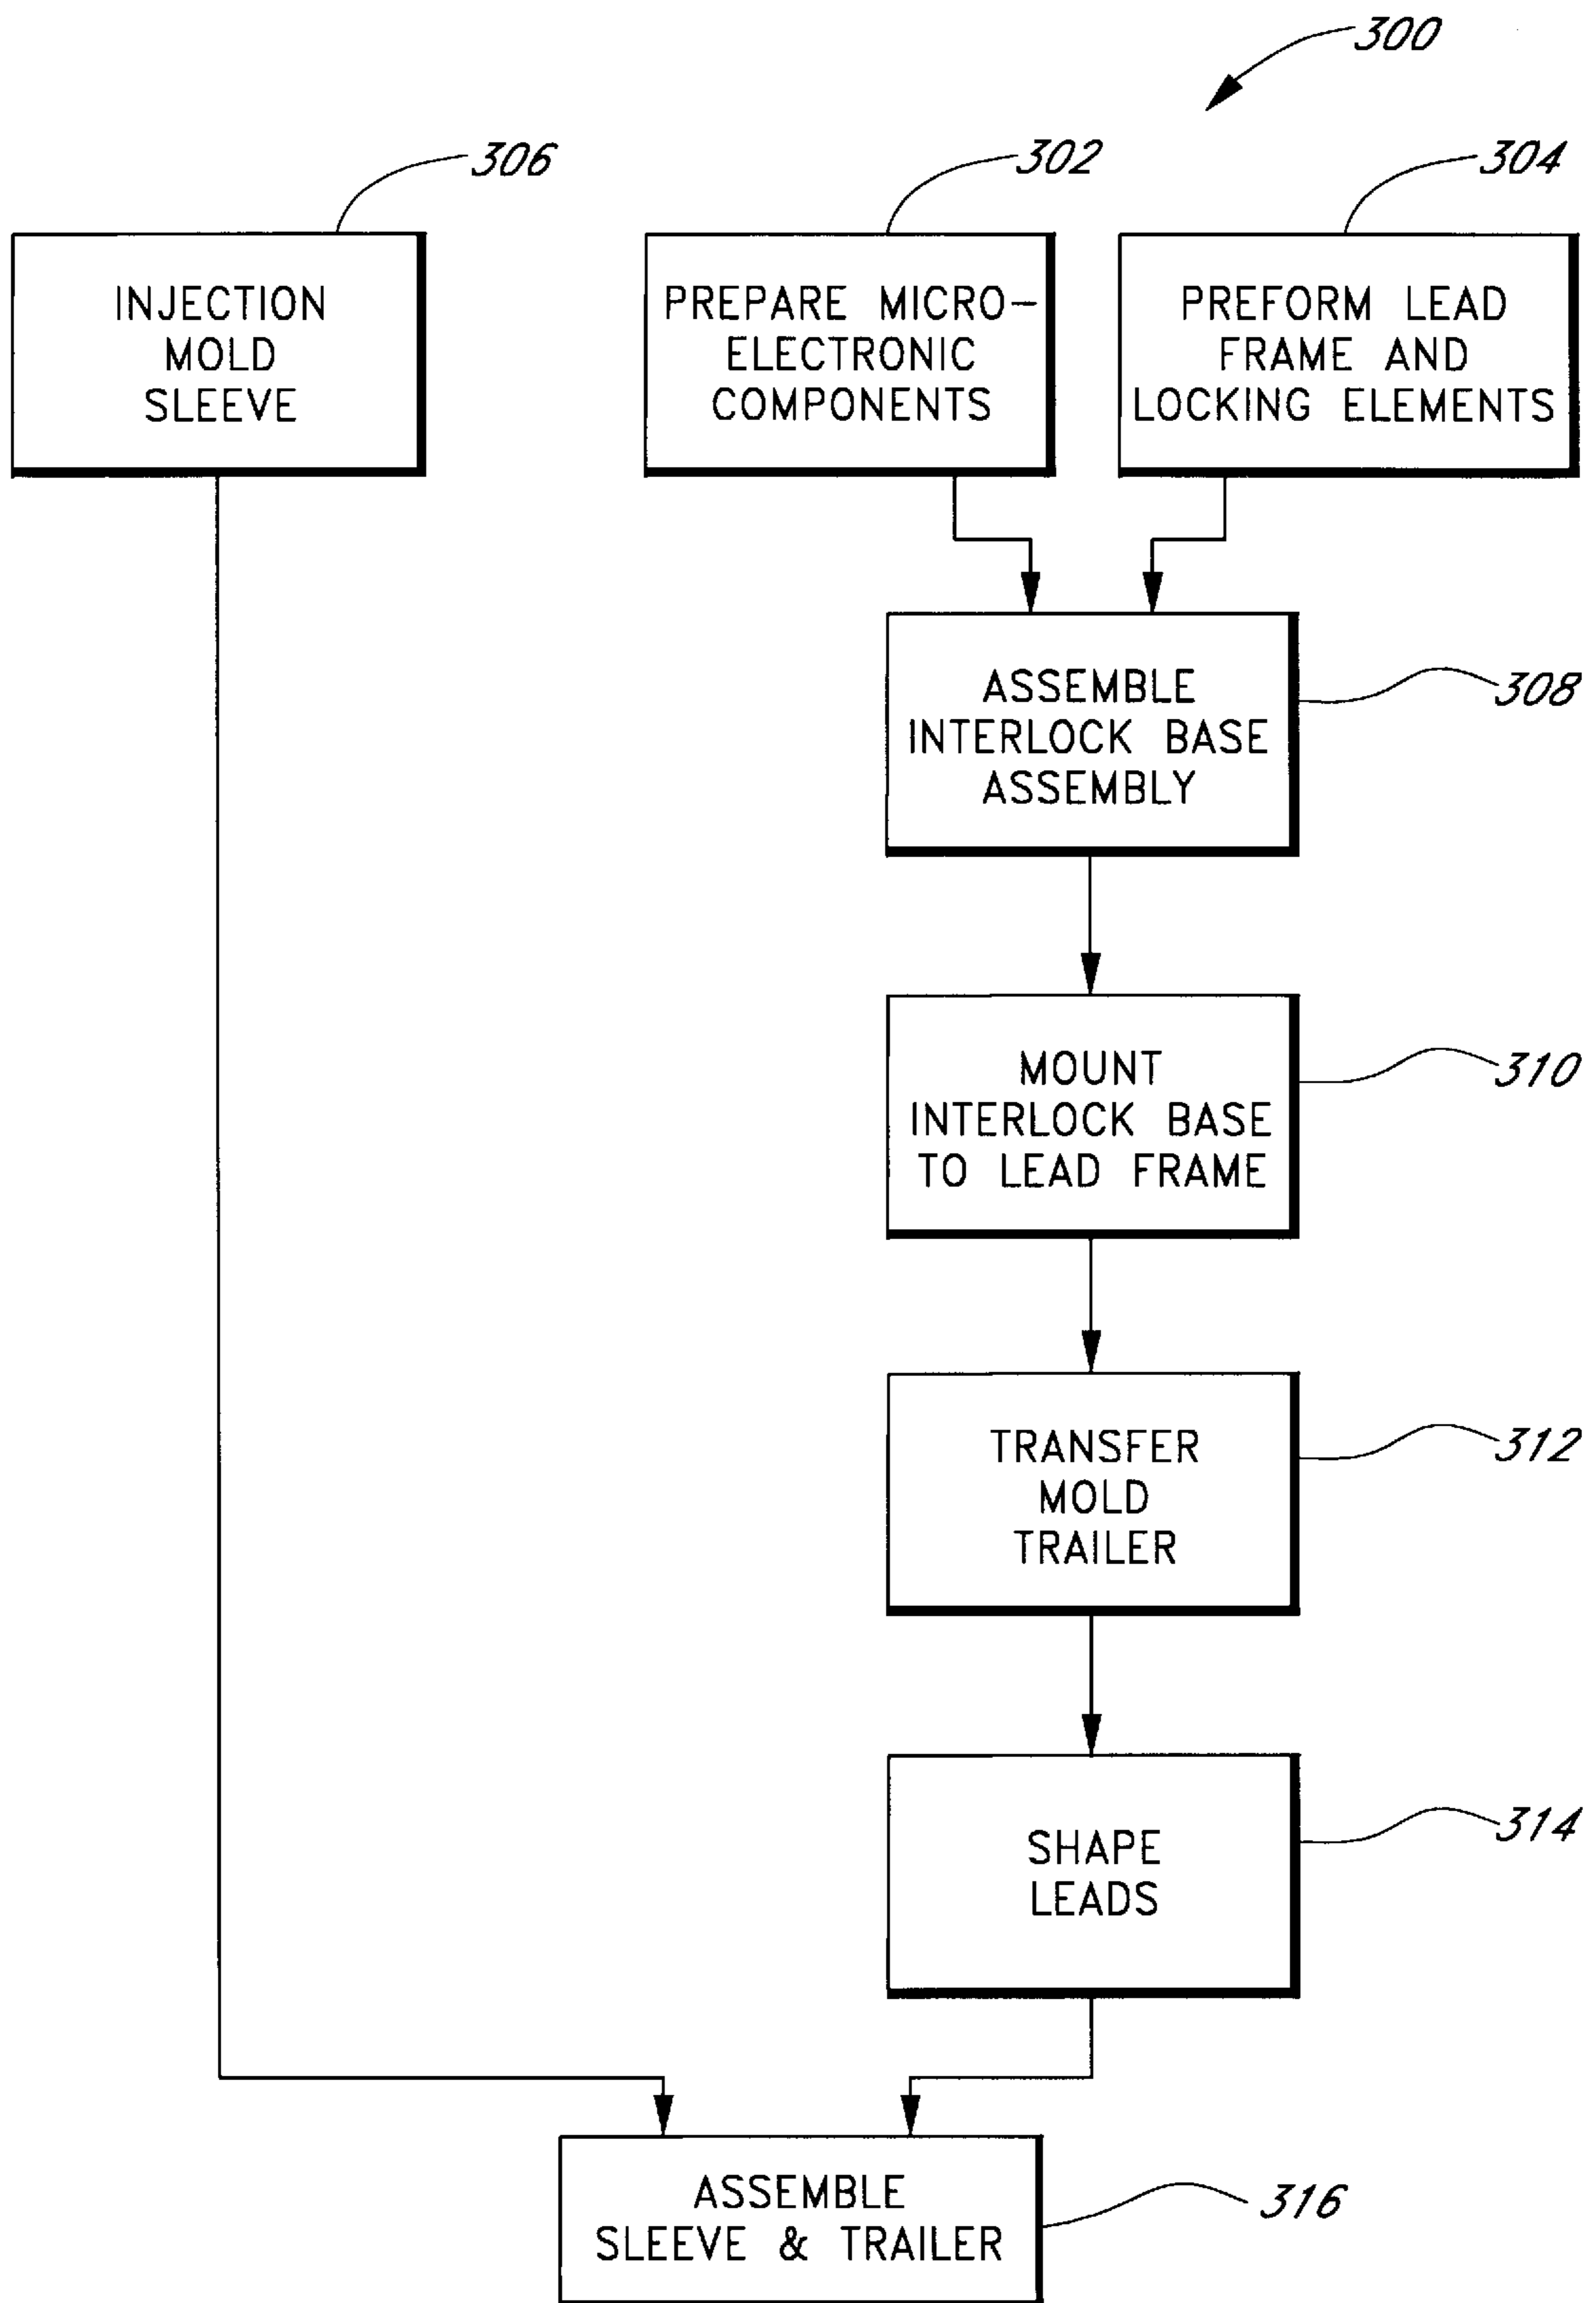 300
306
302
304
INJECTION
MOLD
SLEEVE
PREPARE MICRO-
ELECTRONIC
COMPONENTS
PREFORM LEAD
FRAME AND
LOCKING ELEMENTS
ASSEMBLE
INTERLOCK BASE
ASSEMBLY
308
MOUNT
INTERLOCK BASE
TO LEAD FRAME
310
TRANSFER
MOLD
TRAILER
312
SHAPE
LEADS
314
ASSEMBLE
SLEEVE & TRAILER
316